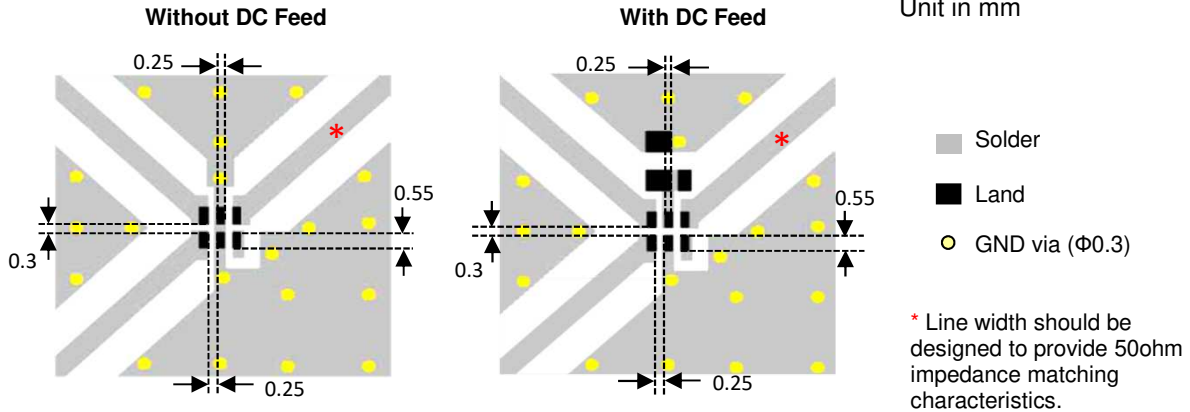 Without DC Feed
With DC Feed
Unit in mm
0.25
0.25
*
*
0.55
0.55
0.3
0.3
0.25
0.25
Solder
Land
GND via (Φ0.3)
* Line width should be
designed to provide 50ohm
impedance matching
characteristics.